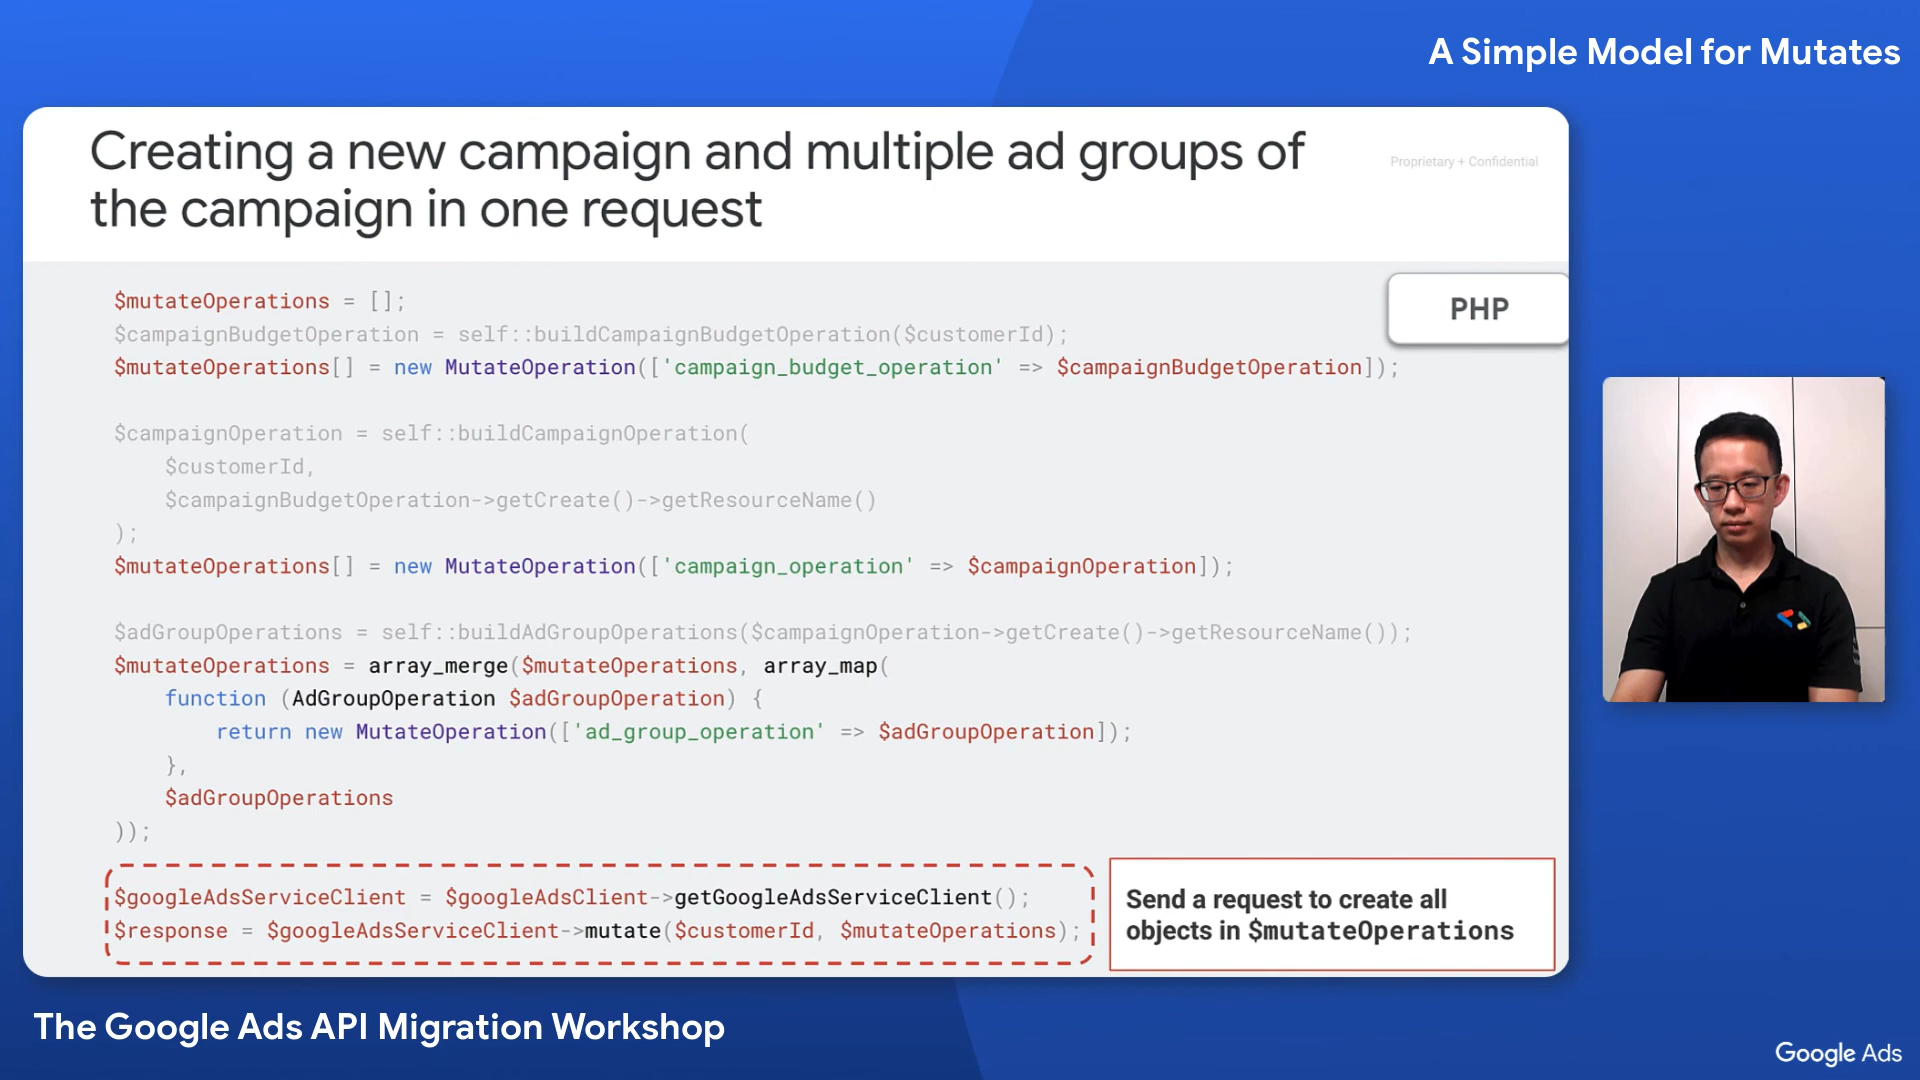 A Simple Model for Mutates
Creating a new campaign and multiple ad groups of
the campaign in one request
Proprietary + Confidential
PHP
$mutateOperations = [];
$campaignBudgetOperation = self::buildCampaignBudgetOperation($customerId);
$mutateOperations[] = new MutateOperation(['campaign_budget_operation' => $campaignBudgetOperation]);
$campaignOperation = self::buildCampaignOperation(
    $customerId,
    $campaignBudgetOperation->getCreate()->getResourceName()
);
$mutateOperations[] = new MutateOperation(['campaign_operation' => $campaignOperation]);
$adGroupOperations = self::buildAdGroupOperations($campaignOperation->getCreate()->getResourceName());
$mutateOperations = array_merge($mutateOperations, array_map(
    function (AdGroupOperation $adGroupOperation) {
        return new MutateOperation(['ad_group_operation' => $adGroupOperation]);
    },
    $adGroupOperations
));
$googleAdsServiceClient = $googleAdsClient->getGoogleAdsServiceClient();
$response = $googleAdsServiceClient->mutate($customerId, $mutateOperations);
Send a request to create all
objects in $mutateOperations
The Google Ads API Migration Workshop
Google Ads